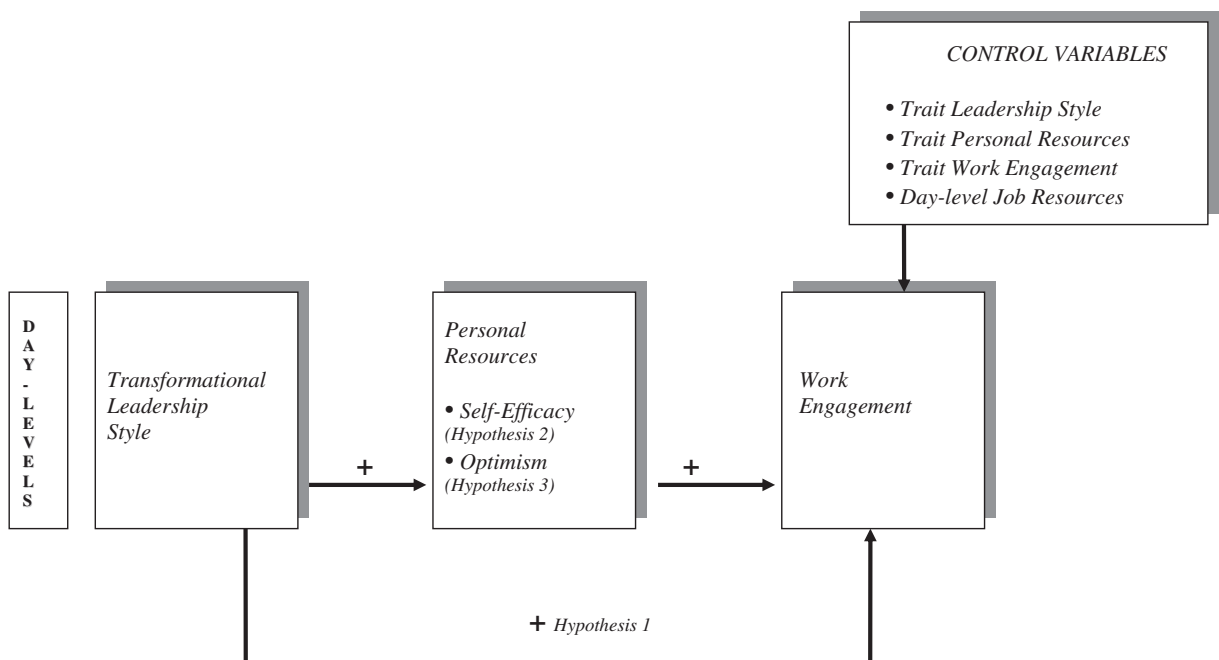 CONTROL VARIABLES
• Trait Leadership Style
• Trait Personal Resources
• Trait Work Engagement
• Day-level Job Resources
D
A
Y
-
L
E
V
E
L
S
Transformational
Leadership
Style
+
Personal
Resources
• Self-Efficacy
(Hypothesis 2)
• Optimism
(Hypothesis 3)
+
Work
Engagement
+ Hypothesis 1